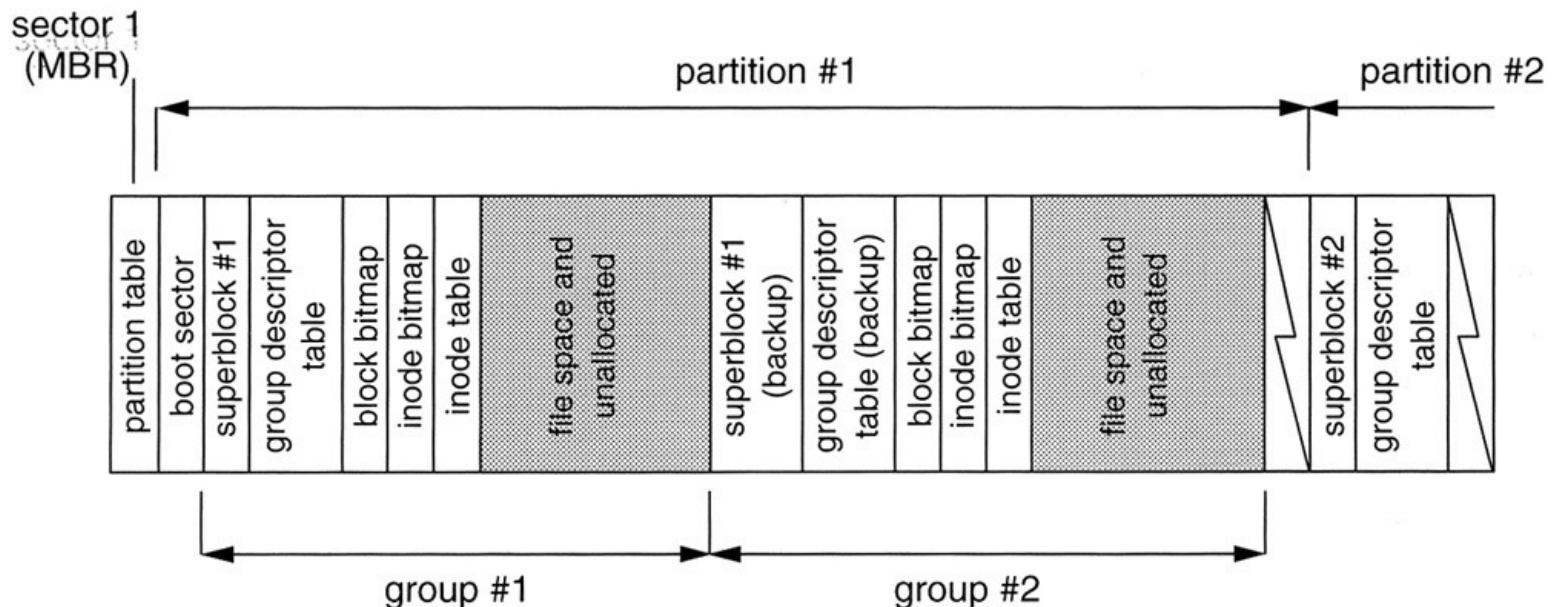 sector 1
(MBR)
partition #1
partition #2
partition table
boot sector
superblock #1
group descriptor
table
block bitmap
inode bitmap
inode table
file space and
unallocated
superblock #1
(backup)
group descriptor
table (backup)
block bitmap
inode bitmap
inode table
file space and
unallocated
superblock #2
group descriptor
table
group #1
group #2